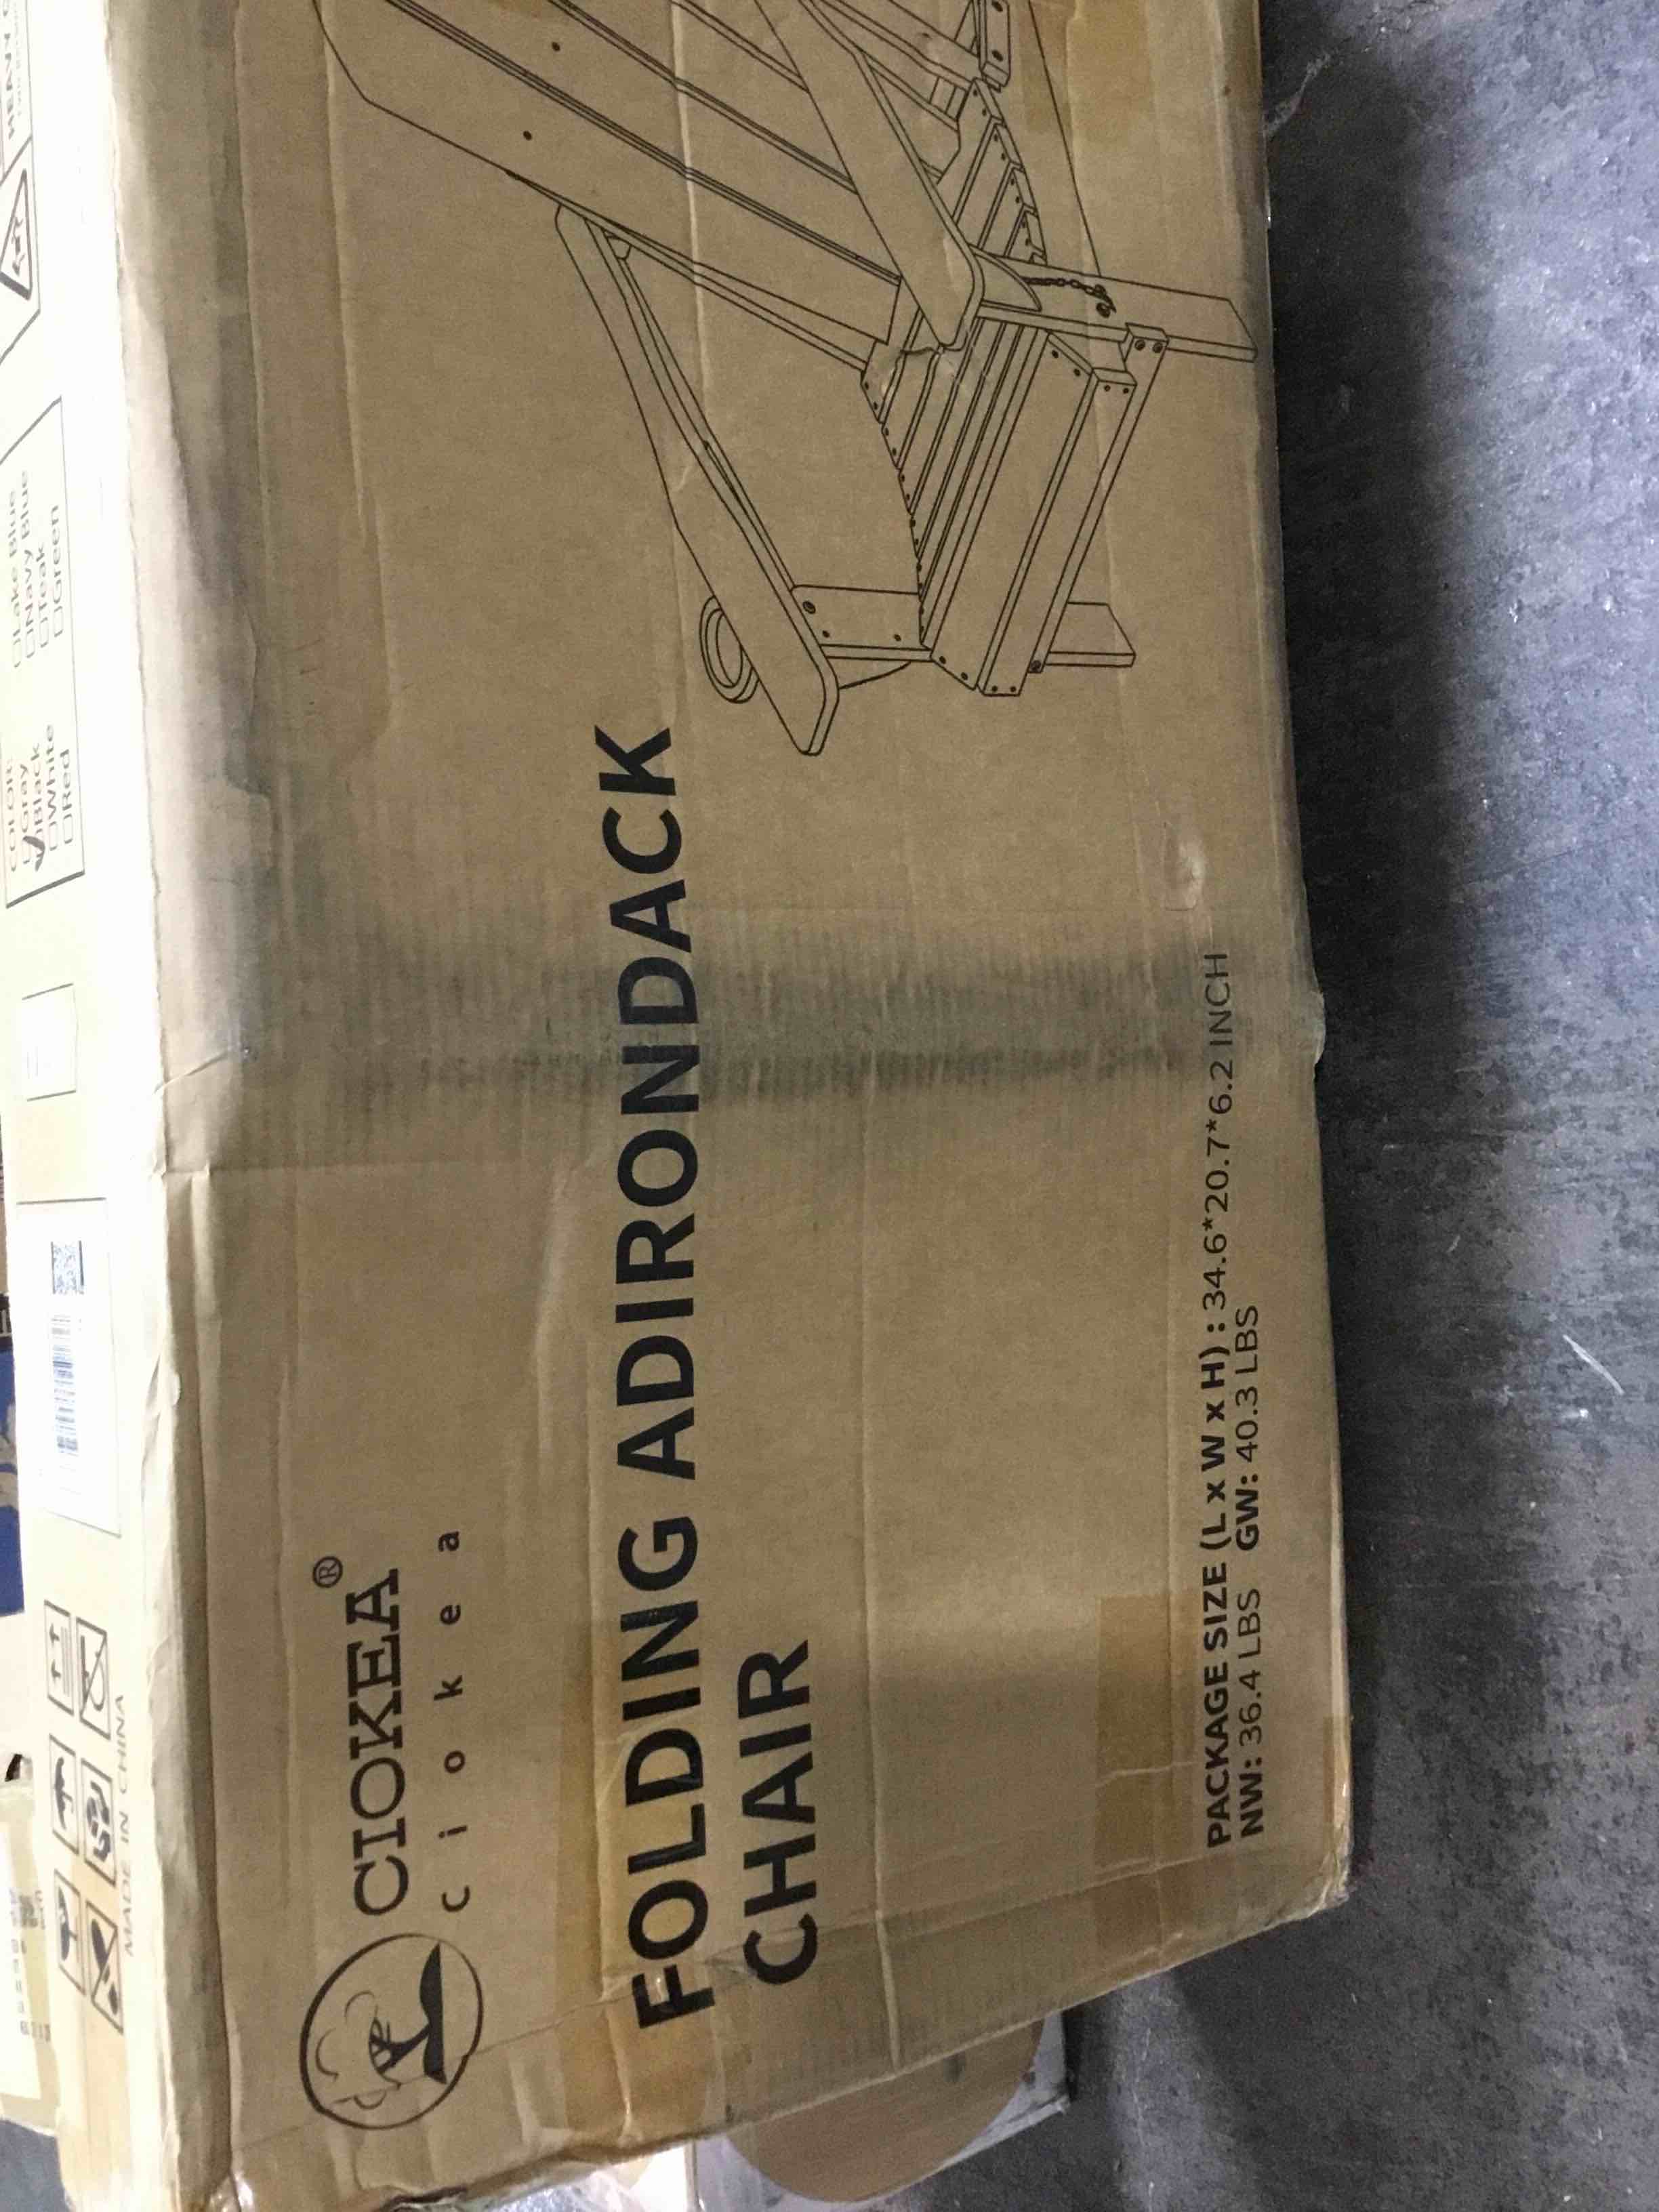 CIOKEA®
Ciokea
FOLDING ADIRONDACK
CHAIR
PACKAGE SIZE (L x W x H) : 34.6*20.7*6.2 INCH
NW: 36.4 LBS GW: 40.3 LBS
MADE IN CHINA
COLOR:
Gray
Black
White
Red
Lake Blue
Navy Blue
Teak
Green
HEAVY